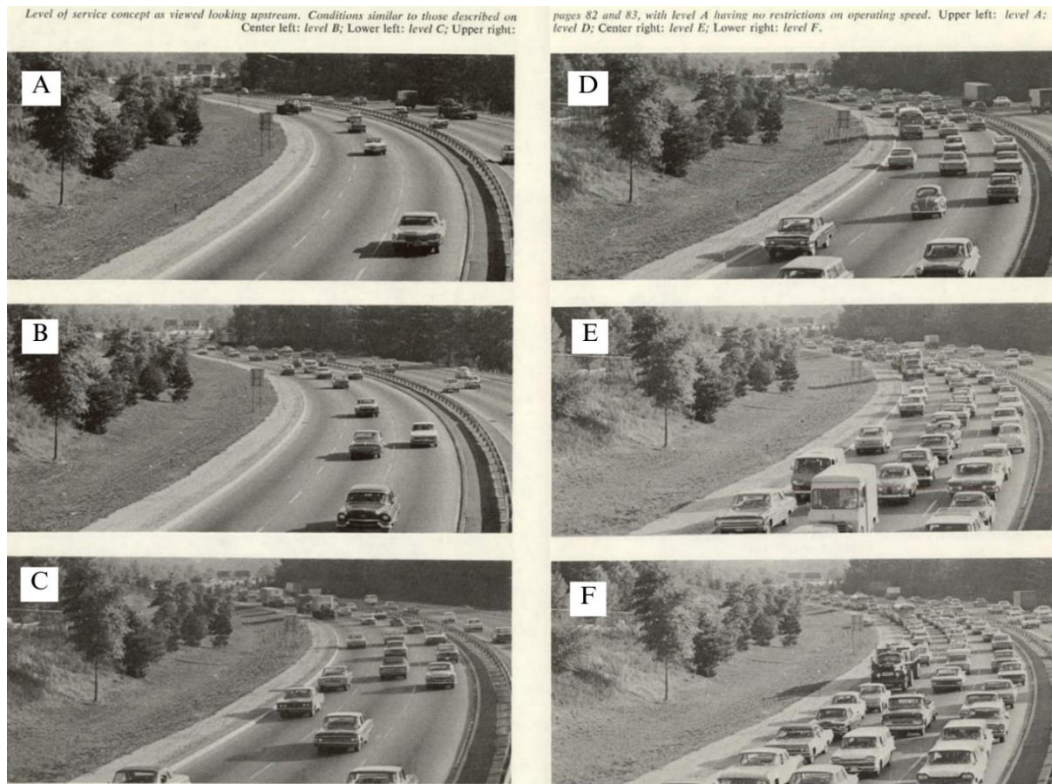 Level of service concept as viewed looking upstream. Conditions similar to those described on
Center left: level B; Lower left: level C; Upper right:
pages 82 and 83, with level A having no restrictions on operating speed. Upper left: level A;
level D; Center right: level E; Lower right: level F.
A
B
C
D
E
F